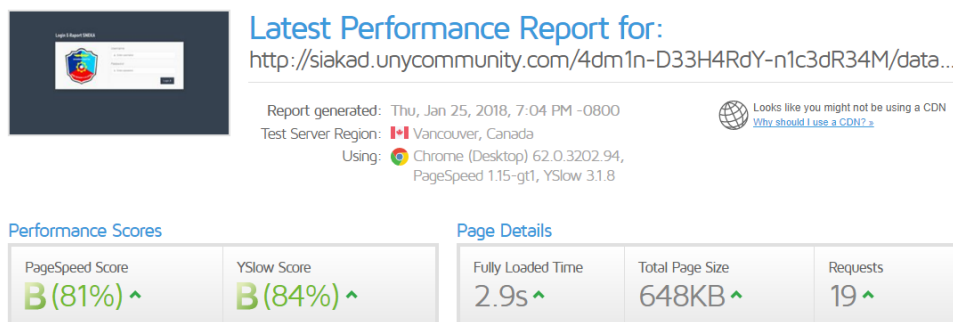 Latest Performance Report for:
http://siakad.unycommunity.com/4dm1n-D33H4RdY-n1c3dR34M/data...
Report generated: Thu, Jan 25, 2018, 7:04 PM -0800
Test Server Region: Vancouver, Canada
Using: Chrome (Desktop) 62.0.3202.94,
PageSpeed 1.15-gt1, YSlow 3.1.8
Looks like you might not be using a CDN
Why should I use a CDN? »
Performance Scores
PageSpeed Score
B (81%)
YSlow Score
B (84%)
Page Details
Fully Loaded Time
2.9s
Total Page Size
648KB
Requests
19